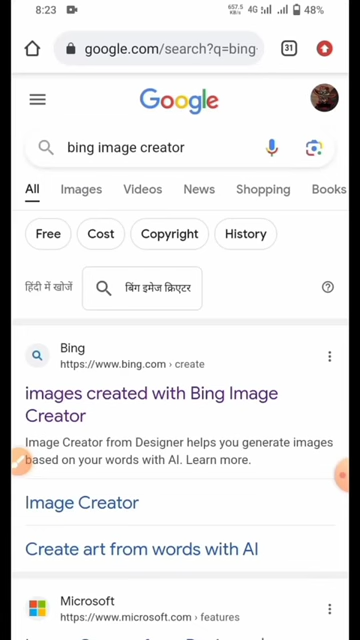 8:23
657.5
KB/s
4G
48%
google.com/search?q=bing
31
Google
bing image creator
All Images Videos News Shopping Books
Free Cost Copyright History
हिंदी में खोजें
बिंग इमेज क्रिएटर
Bing
https://www.bing.com › create
images created with Bing Image
Creator
Image Creator from Designer helps you generate images
based on your words with AI. Learn more.
Image Creator
Create art from words with AI
Microsoft
https://www.microsoft.com › features